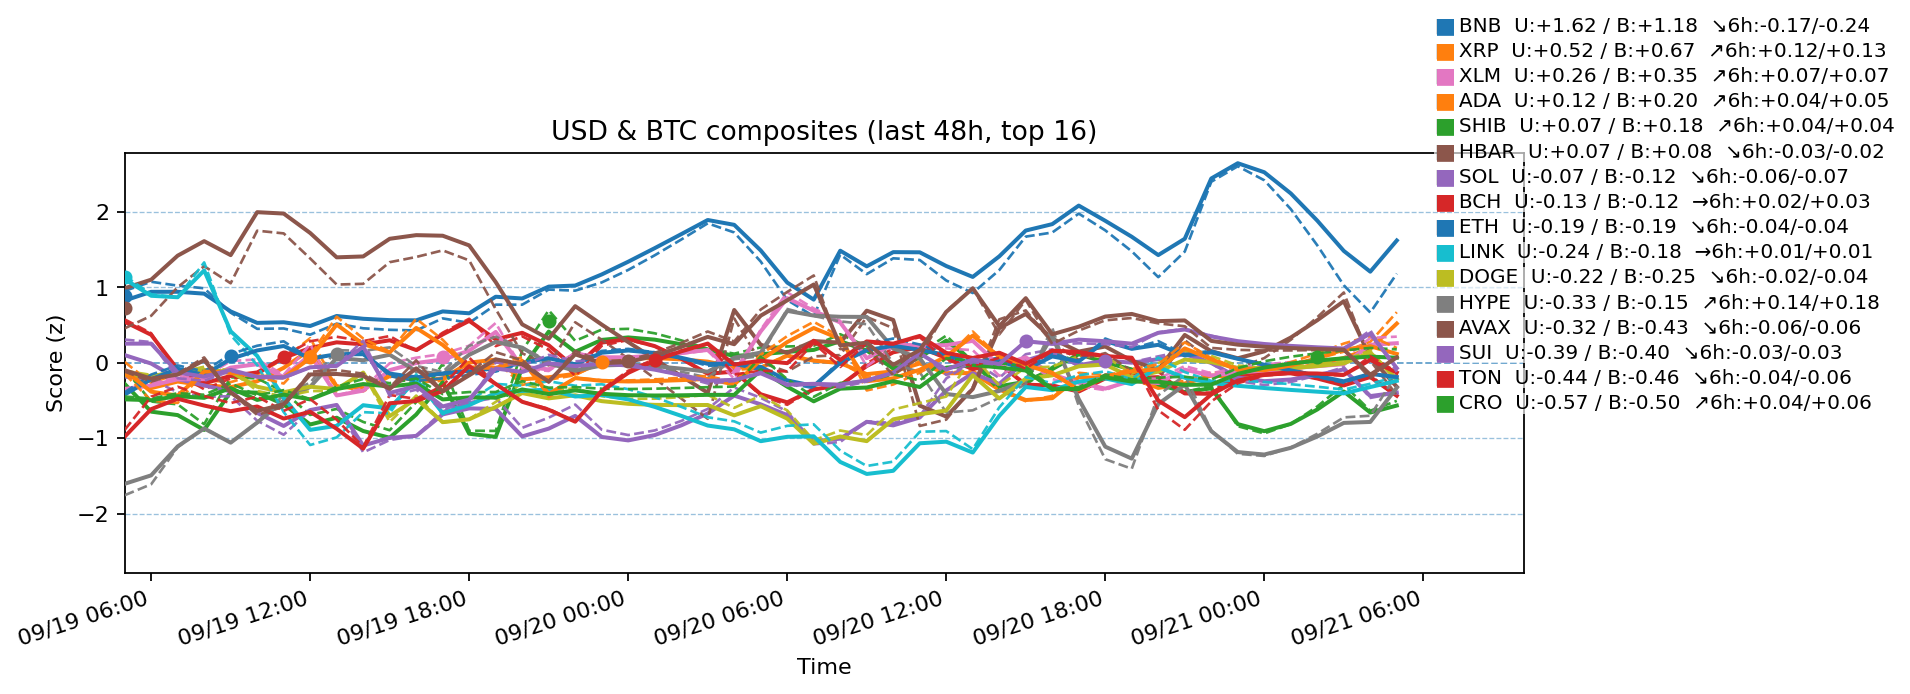 BNB  U:+1.62 / B:+1.18  ↘6h:-0.17/-0.24
XRP  U:+0.52 / B:+0.67  ↗6h:+0.12/+0.13
XLM  U:+0.26 / B:+0.35  ↗6h:+0.07/+0.07
ADA  U:+0.12 / B:+0.20  ↗6h:+0.04/+0.05
SHIB  U:+0.07 / B:+0.18  ↗6h:+0.04/+0.04
HBAR  U:+0.07 / B:+0.08  ↘6h:-0.03/-0.02
SOL  U:-0.07 / B:-0.12  ↘6h:-0.06/-0.07
BCH  U:-0.13 / B:-0.12  →6h:+0.02/+0.03
ETH  U:-0.19 / B:-0.19  ↘6h:-0.04/-0.04
LINK  U:-0.24 / B:-0.18  →6h:+0.01/+0.01
DOGE  U:-0.22 / B:-0.25  ↘6h:-0.02/-0.04
HYPE  U:-0.33 / B:-0.15  ↗6h:+0.14/+0.18
AVAX  U:-0.32 / B:-0.43  ↘6h:-0.06/-0.06
SUI  U:-0.39 / B:-0.40  ↘6h:-0.03/-0.03
TON  U:-0.44 / B:-0.46  ↘6h:-0.04/-0.06
CRO  U:-0.57 / B:-0.50  ↗6h:+0.04/+0.06
USD & BTC composites (last 48h, top 16)
Score (z)
2
1
0
−1
−2
09/19 06:00
09/19 12:00
09/19 18:00
09/20 00:00
09/20 06:00
09/20 12:00
09/20 18:00
09/21 00:00
09/21 06:00
Time